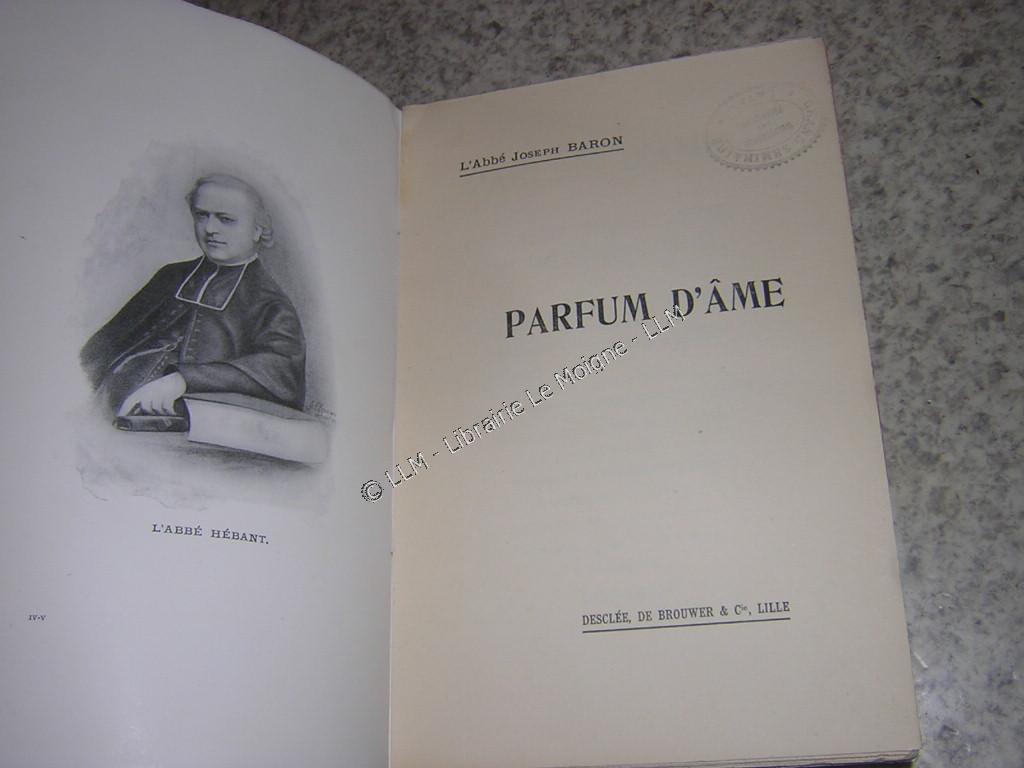 L'ABBÉ HÉBANT.
IV-V
L'Abbé Joseph BARON
PARFUM D'ÂME
DESCLÉE, DE BROUWER & Cie, LILLE
© LLM - Librairie Le Moigne - LLM